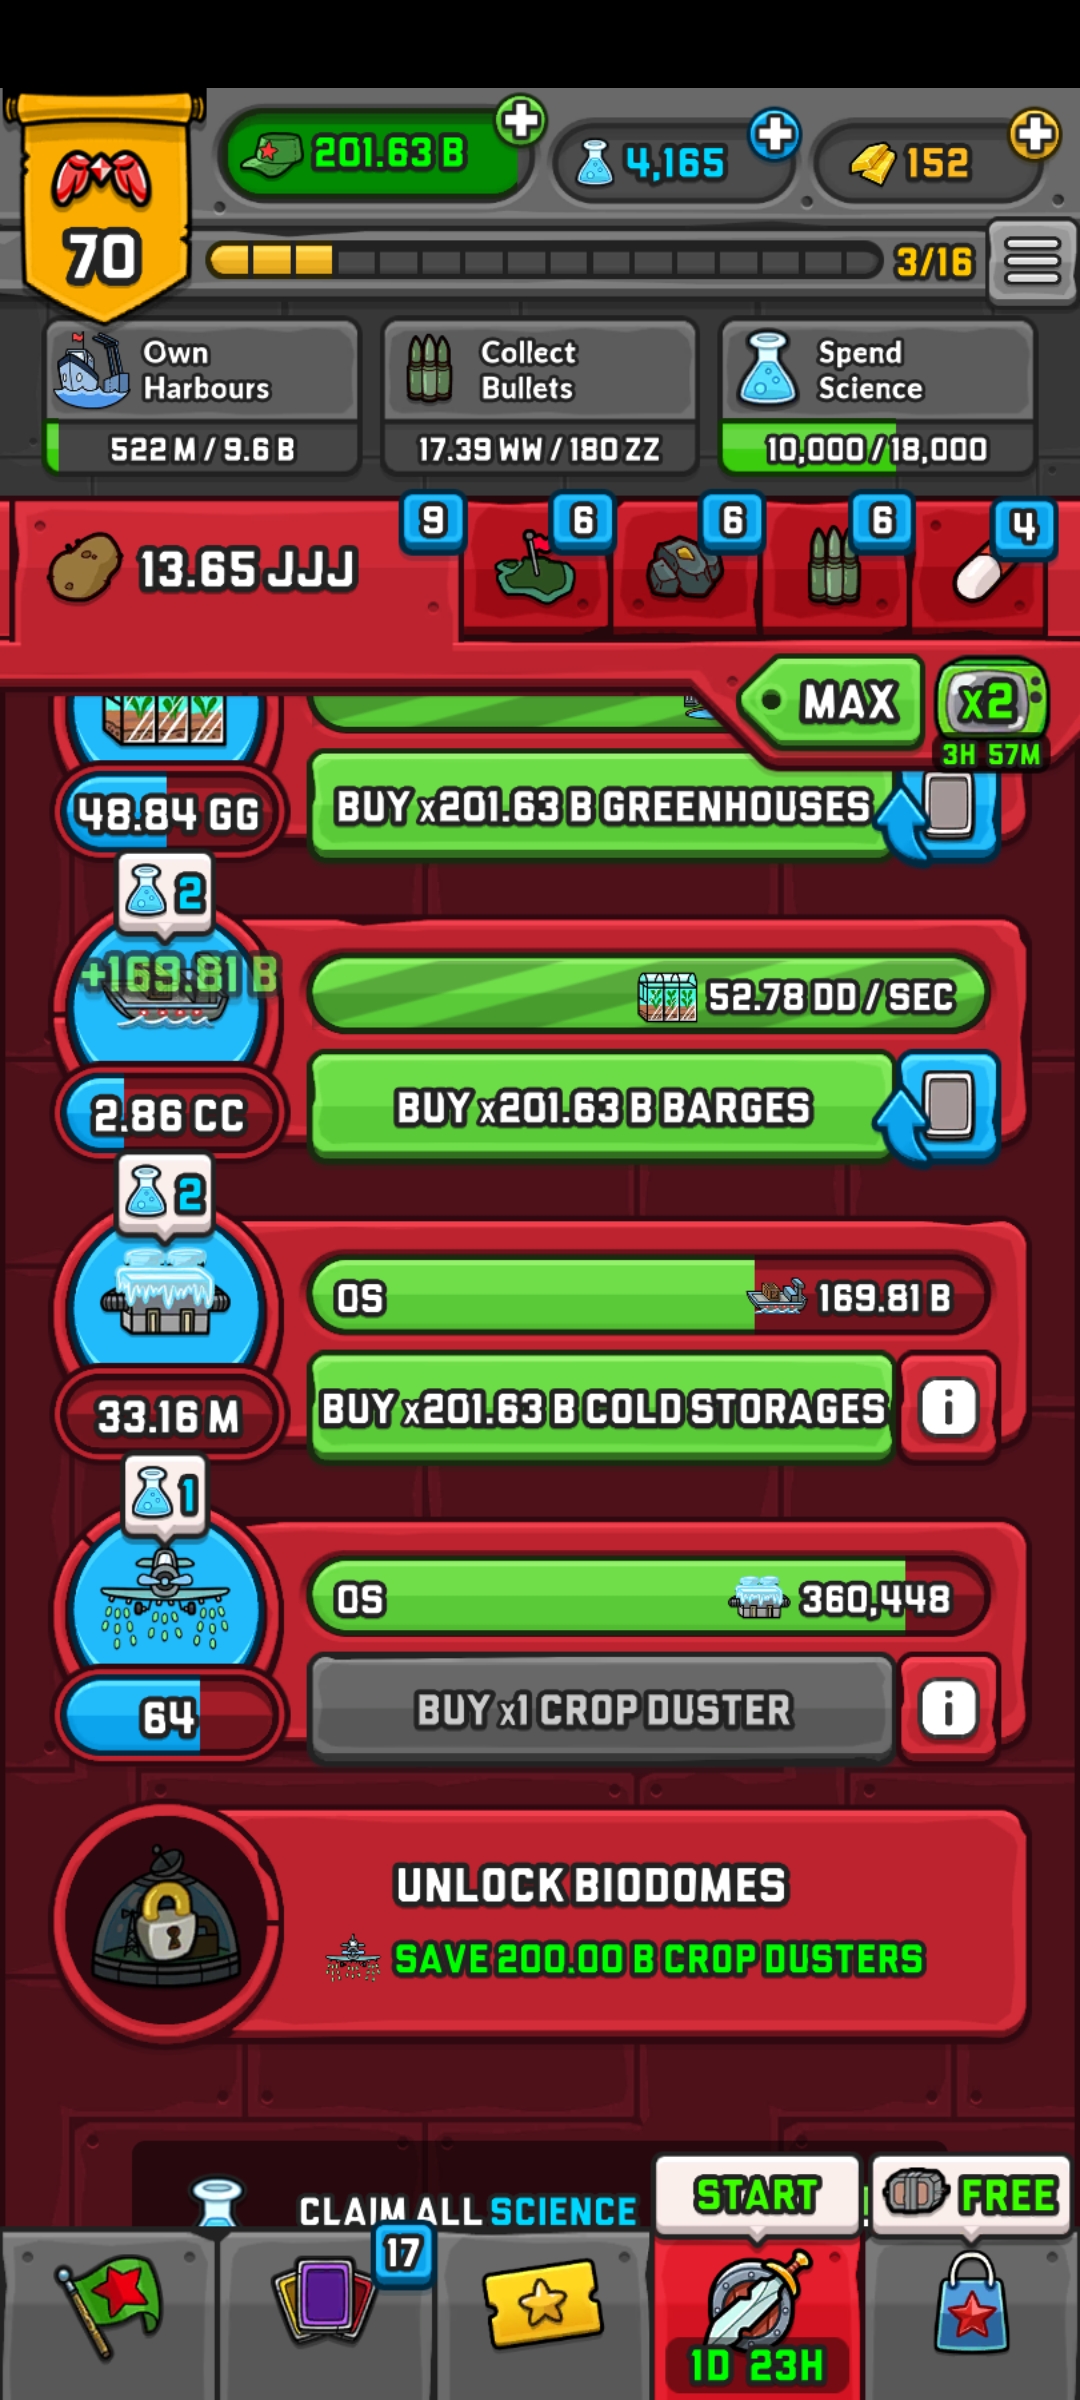 201.63 B
4,165
152
70
3/16
Own
Harbours
522 M / 9.6 B
Collect
Bullets
17.39 WW / 180 ZZ
Spend
Science
10,000 / 18,000
13.65 JJJ
9
6
6
6
4
MAX
x2
3H 57M
48.84 GG
BUY x201.63 B GREENHOUSES
2
+169.81 B
52.78 DD / SEC
2.86 CC
BUY x201.63 B BARGES
2
0S
169.81 B
33.16 M
BUY x201.63 B COLD STORAGES
i
1
0S
360,448
64
BUY x1 CROP DUSTER
i
UNLOCK BIODOMES
SAVE 200.00 B CROP DUSTERS
CLAIM ALL SCIENCE
START
FREE
17
1D 23H